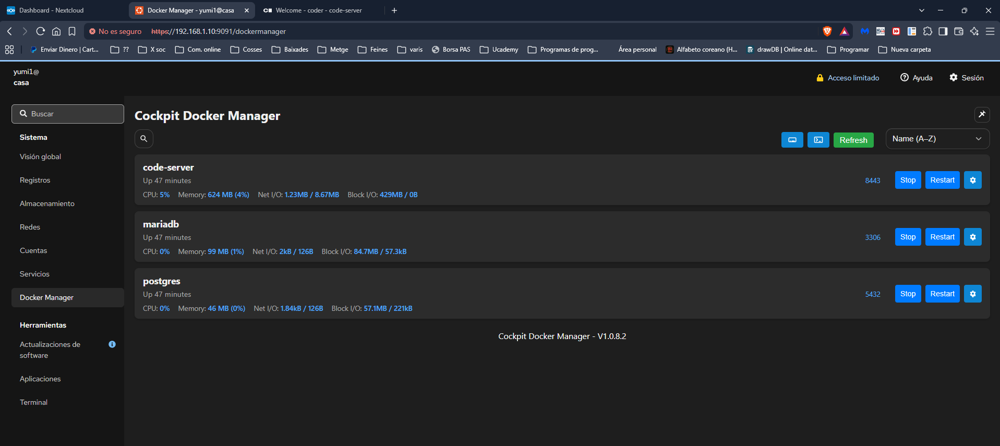 Dashboard - Nextcloud
Docker Manager - yumi1@casa
Welcome - coder - code-server
No es seguro
https://192.168.1.10:9091/dockermanager
Enviar Dinero | Cart...
??
X soc
Com. online
Cosses
Baixades
Metge
Feines
varis
Borsa PAS
Ucademy
Programas de prog...
Área personal
Alfabeto coreano (H...
drawDB | Online dat...
Programar
Nueva carpeta
yumi1@
casa
Acceso limitado
Ayuda
Sesión
Buscar
Sistema
Visión global
Registros
Almacenamiento
Redes
Cuentas
Servicios
Docker Manager
Herramientas
Actualizaciones de
software
Aplicaciones
Terminal
Cockpit Docker Manager
Refresh
Name (A–Z)
code-server
Up 47 minutes
CPU: 5% Memory: 624 MB (4%) Net I/O: 1.23MB / 8.67MB Block I/O: 429MB / 0B
8443
Stop
Restart
mariadb
Up 47 minutes
CPU: 0% Memory: 99 MB (1%) Net I/O: 2kB / 126B Block I/O: 84.7MB / 57.3kB
3306
Stop
Restart
postgres
Up 47 minutes
CPU: 0% Memory: 46 MB (0%) Net I/O: 1.84kB / 126B Block I/O: 57.1MB / 221kB
5432
Stop
Restart
Cockpit Docker Manager - V1.0.8.2